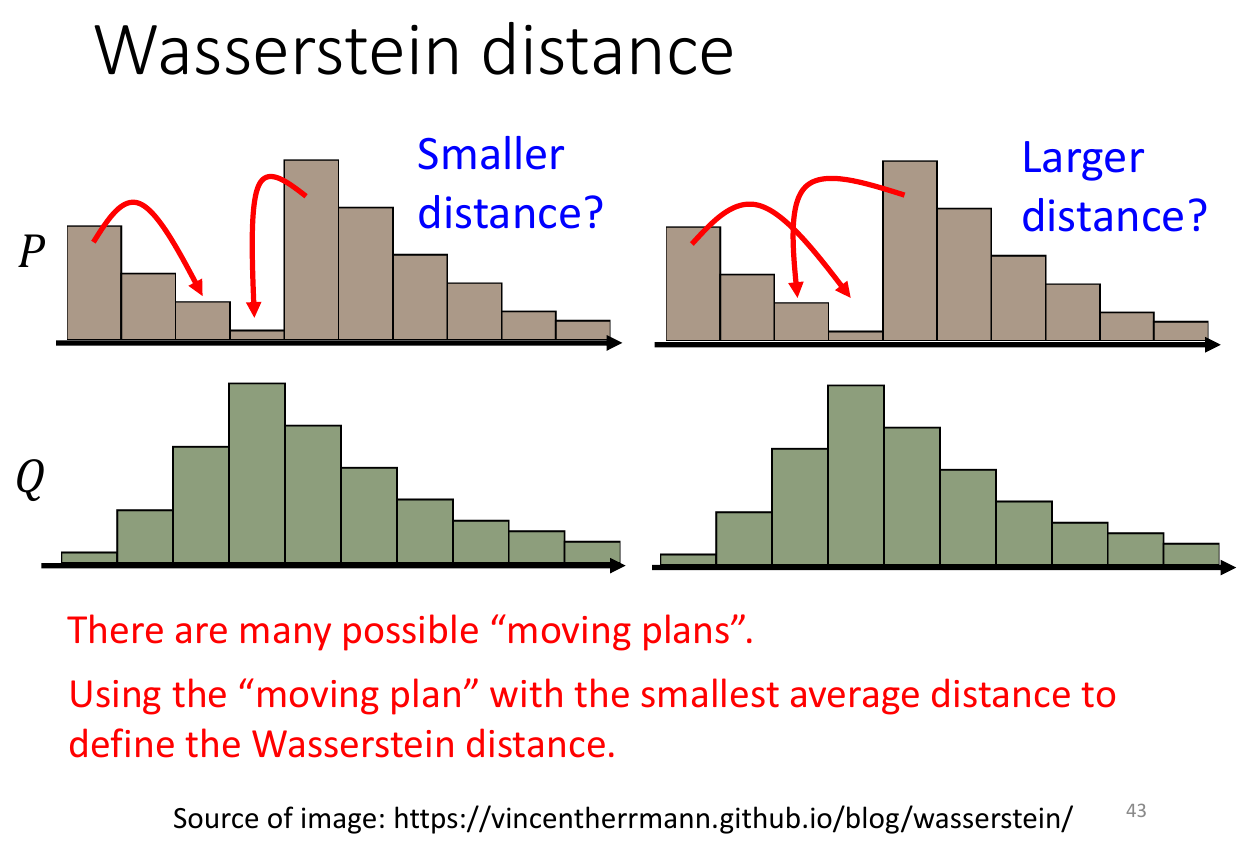 Wasserstein distance
Smaller
distance?
Larger
distance?
P
Q
There are many possible “moving plans”.
Using the “moving plan” with the smallest average distance to
define the Wasserstein distance.
Source of image: https://vincentherrmann.github.io/blog/wasserstein/
43